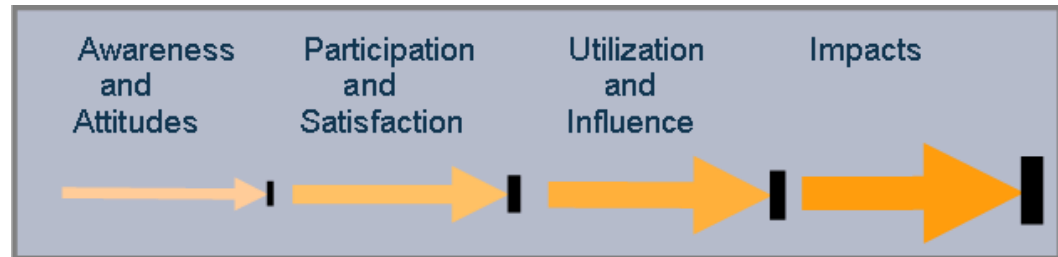 Awareness
and
Attitudes
Participation
and
Satisfaction
Utilization
and
Influence
Impacts